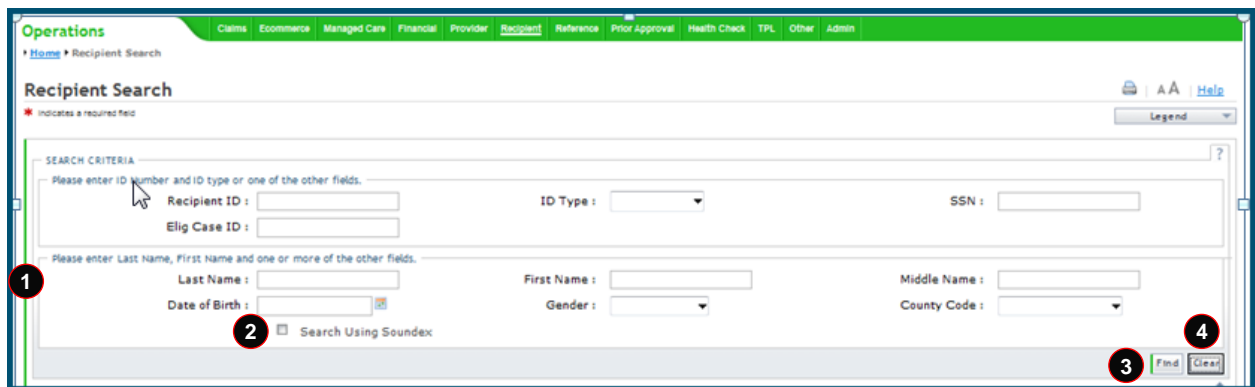 Operations Claims Ecommerce Managed Care Financial Provider Recipient Reference Prior Approval Health Check TPL Other Admin
Home Recipient Search
Recipient Search A A | Help
* Indicates a required field Legend
SEARCH CRITERIA ?
Please enter ID Number and ID type or one of the other fields.
Recipient ID : ID Type : SSN :
Elig Case ID :
Please enter Last Name, First Name and one or more of the other fields.
1 Last Name : First Name : Middle Name :
Date of Birth : Gender : County Code :
2 Search Using Soundex 4
3 Find Clear